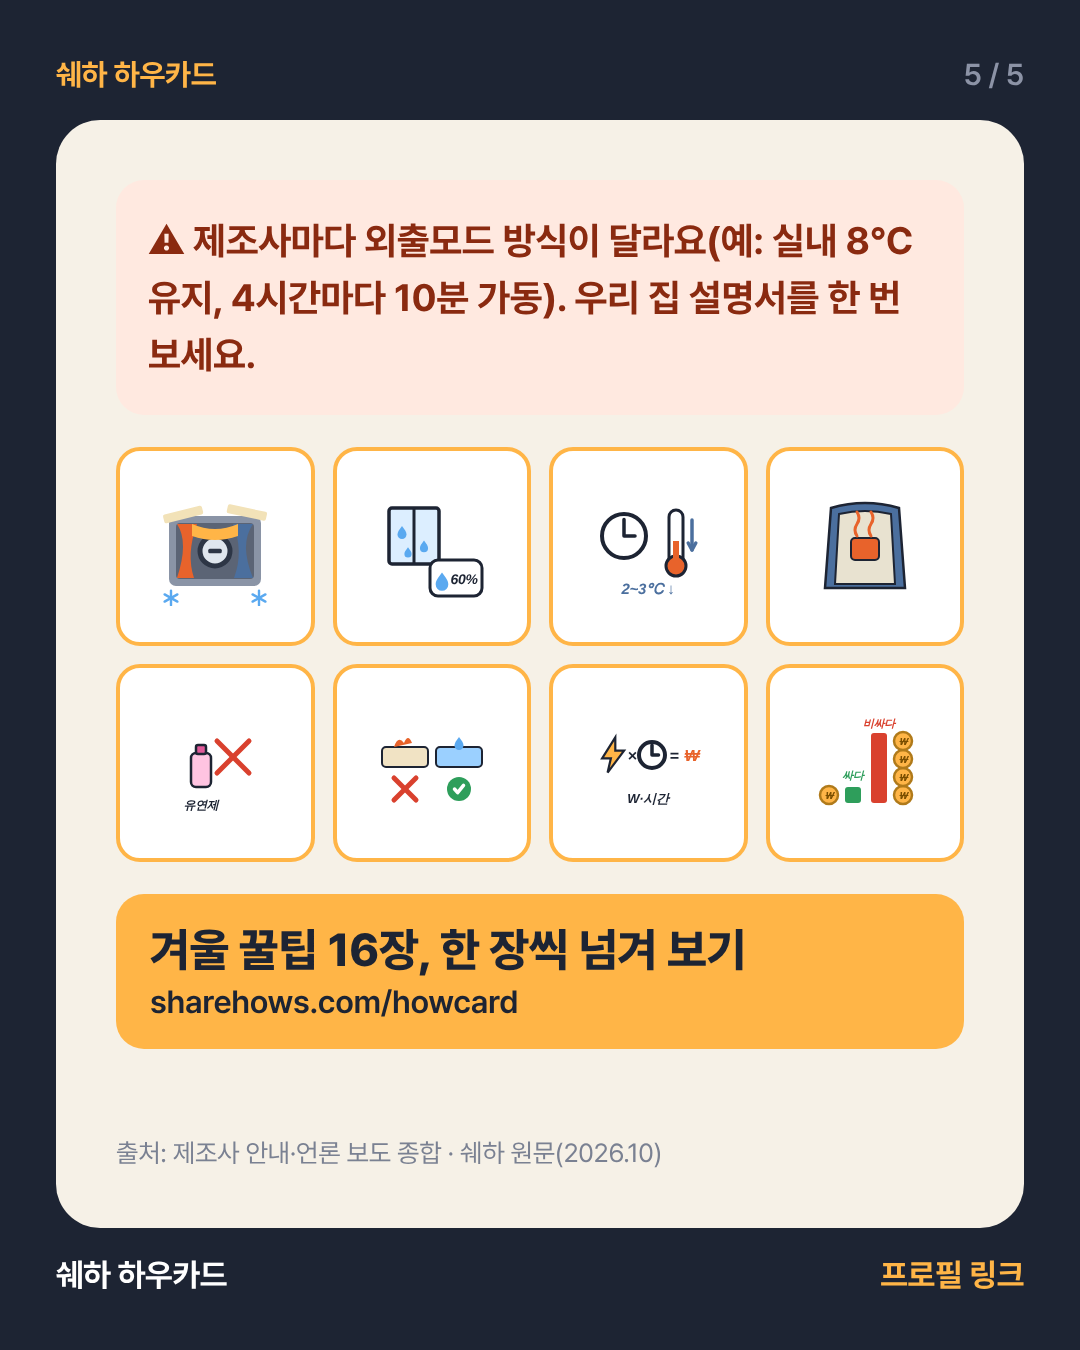 쉐하 하우카드
5 / 5
⚠ 제조사마다 외출모드 방식이 달라요(예: 실내 8°C
유지, 4시간마다 10분 가동). 우리 집 설명서를 한 번
보세요.
60%
2~3℃ ↓
유연제
× = ₩
W·시간
비싸다
싸다
₩
₩
₩
₩
₩
겨울 꿀팁 16장, 한 장씩 넘겨 보기
sharehows.com/howcard
출처: 제조사 안내·언론 보도 종합 · 쉐하 원문(2026.10)
쉐하 하우카드
프로필 링크